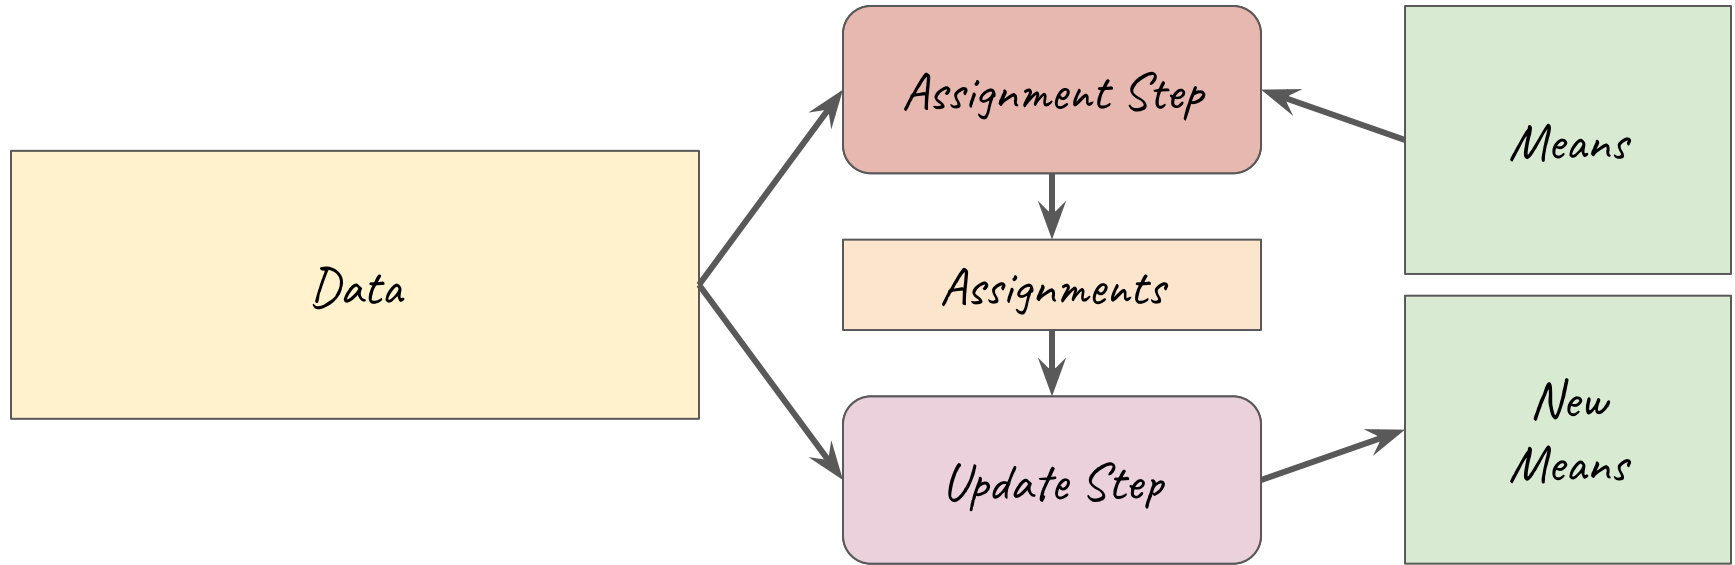 Assignment Step
Means
Data
Assignments
New
Means
Update Step